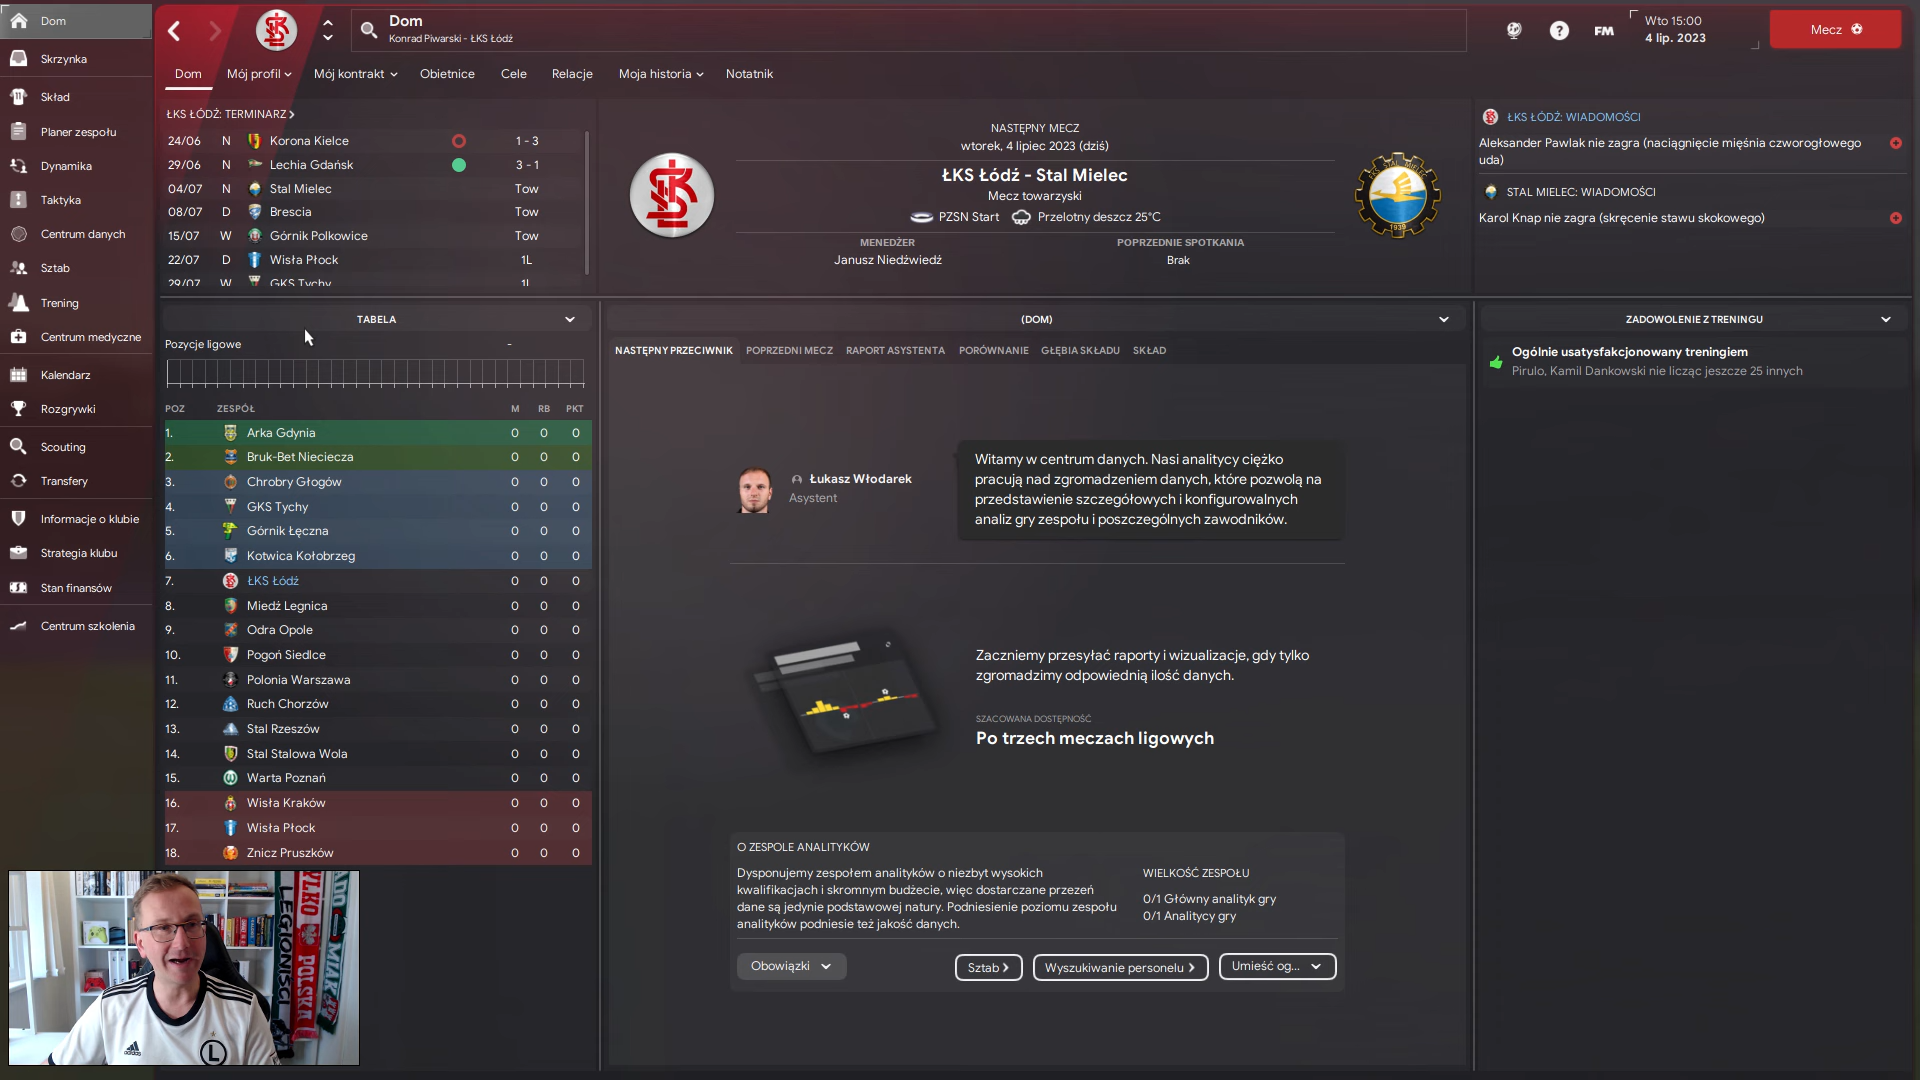 Dom
Skrzynka
Skład
Planer zespołu
Dynamika
Taktyka
Centrum danych
Sztab
Trening
Centrum medyczne
Kalendarz
Rozgrywki
Scouting
Transfery
Informacje o klubie
Strategia klubu
Stan finansów
Centrum szkolenia
Dom
Konrad Piwarski - ŁKS Łódź
FM
Wto 15:00
4 lip. 2023
Mecz
Dom Mój profil Mój kontrakt Obietnice Cele Relacje Moja historia Notatnik
ŁKS ŁÓDŹ: TERMINARZ
24/06 N Korona Kielce 1 - 3
29/06 N Lechia Gdańsk 3 - 1
04/07 N Stal Mielec Tow
08/07 D Brescia Tow
15/07 W Górnik Polkowice Tow
22/07 D Wisła Płock 1L
29/07 W GKS Tychy 1L
NASTĘPNY MECZ
wtorek, 4 lipiec 2023 (dziś)
ŁKS Łódź - Stal Mielec
Mecz towarzyski
PZSN Start Przelotny deszcz 25°C
MENEDŻER
Janusz Niedźwiedź
POPRZEDNIE SPOTKANIA
Brak
1939
ŁKS ŁÓDŹ: WIADOMOŚCI
Aleksander Pawlak nie zagra (naciągnięcie mięśnia czworogłowego
uda)
STAL MIELEC: WIADOMOŚCI
Karol Knap nie zagra (skręcenie stawu skokowego)
TABELA
Pozycje ligowe -
POZ ZESPÓŁ M RB PKT
1. Arka Gdynia 0 0 0
2. Bruk-Bet Nieciecza 0 0 0
3. Chrobry Głogów 0 0 0
4. GKS Tychy 0 0 0
5. Górnik Łęczna 0 0 0
6. Kotwica Kołobrzeg 0 0 0
7. ŁKS Łódź 0 0 0
8. Miedź Legnica 0 0 0
9. Odra Opole 0 0 0
10. Pogoń Siedlce 0 0 0
11. Polonia Warszawa 0 0 0
12. Ruch Chorzów 0 0 0
13. Stal Rzeszów 0 0 0
14. Stal Stalowa Wola 0 0 0
15. Warta Poznań 0 0 0
16. Wisła Kraków 0 0 0
17. Wisła Płock 0 0 0
18. Znicz Pruszków 0 0 0
(DOM)
NASTĘPNY PRZECIWNIK POPRZEDNI MECZ RAPORT ASYSTENTA PORÓWNANIE GŁĘBIA SKŁADU SKŁAD
Łukasz Włodarek
Asystent
Witamy w centrum danych. Nasi analitycy ciężko
pracują nad zgromadzeniem danych, które pozwolą na
przedstawienie szczegółowych i konfigurowalnych
analiz gry zespołu i poszczególnych zawodników.
Zaczniemy przesyłać raporty i wizualizacje, gdy tylko
zgromadzimy odpowiednią ilość danych.
SZACOWANA DOSTĘPNOŚĆ
Po trzech meczach ligowych
O ZESPOLE ANALITYKÓW
Dysponujemy zespołem analityków o niezbyt wysokich
kwalifikacjach i skromnym budżecie, więc dostarczane przezeń
dane są jedynie podstawowej natury. Podniesienie poziomu zespołu
analityków podniesie też jakość danych.
WIELKOŚĆ ZESPOŁU
0/1 Główny analityk gry
0/1 Analitycy gry
Obowiązki
Sztab
Wyszukiwanie personelu
Umieść og...
ZADOWOLENIE Z TRENINGU
Ogólnie usatysfakcjonowany treningiem
Pirulo, Kamil Dankowski nie licząc jeszcze 25 innych
LEGIONIŚCI
POLSKA
adidas
L